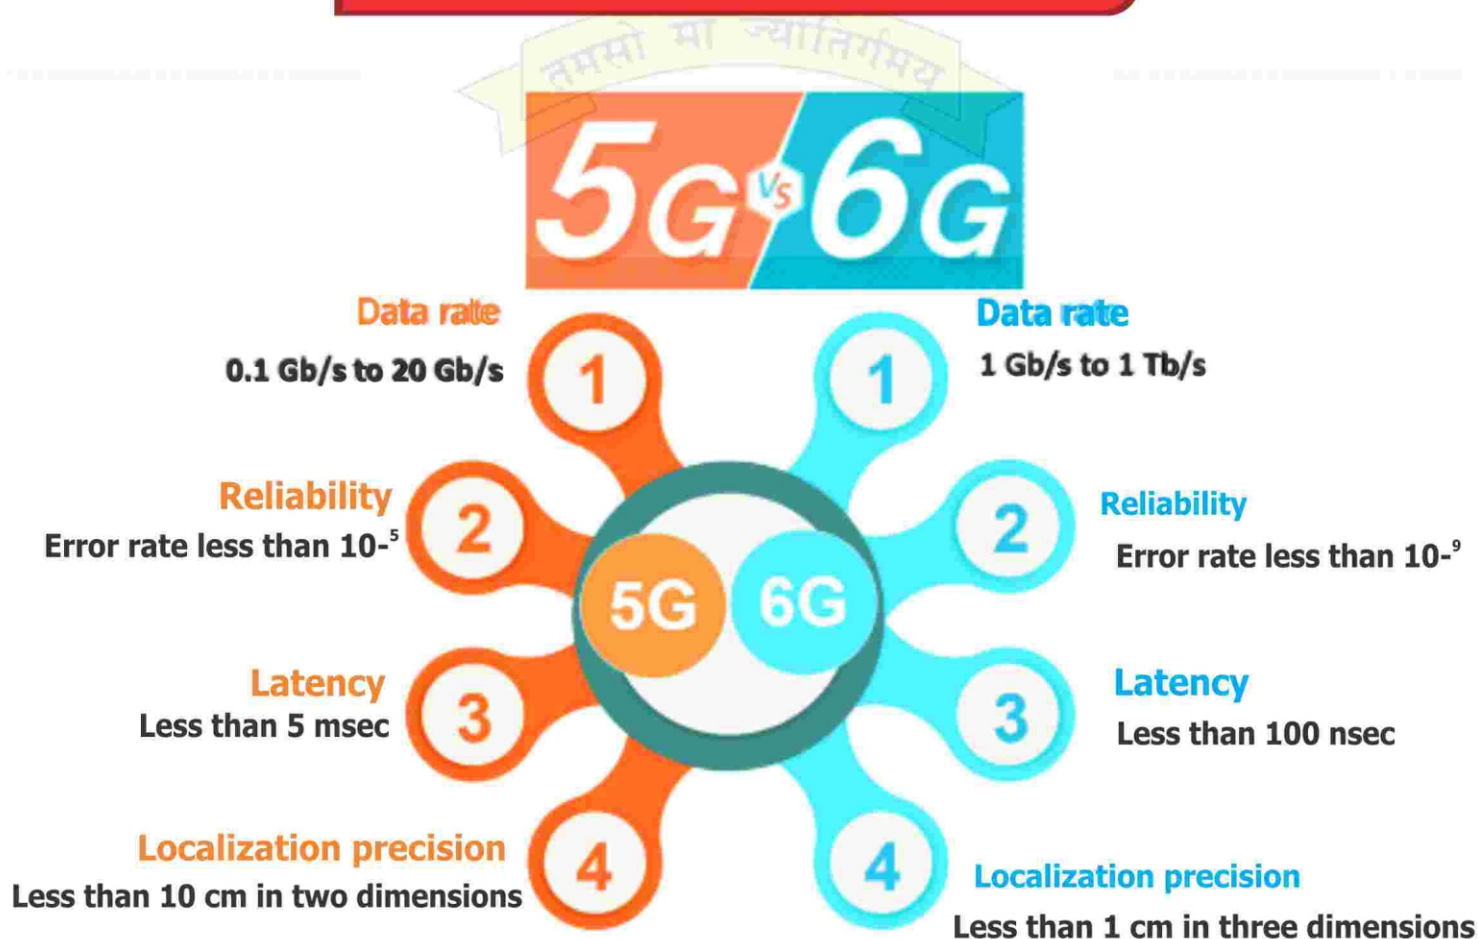 तमसो मा ज्योतिर्गमय
5G VS 6G
Data rate
0.1 Gb/s to 20 Gb/s
1
Reliability
Error rate less than 10-⁵
2
Latency
Less than 5 msec
3
Localization precision
Less than 10 cm in two dimensions
4
5G
6G
Data rate
1 Gb/s to 1 Tb/s
1
Reliability
Error rate less than 10-⁹
2
Latency
Less than 100 nsec
3
Localization precision
Less than 1 cm in three dimensions
4